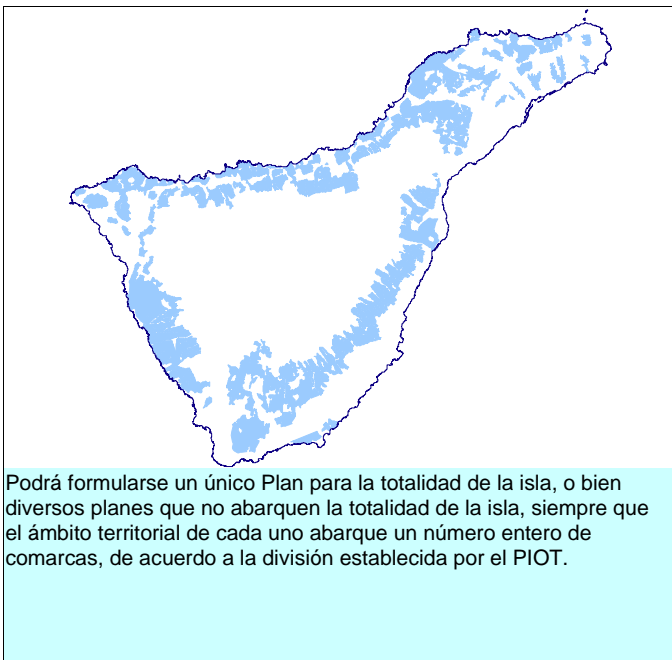 Podrá formularse un único Plan para la totalidad de la isla, o bien
diversos planes que no abarquen la totalidad de la isla, siempre que
el ámbito territorial de cada uno abarque un número entero de
comarcas, de acuerdo a la división establecida por el PIOT.